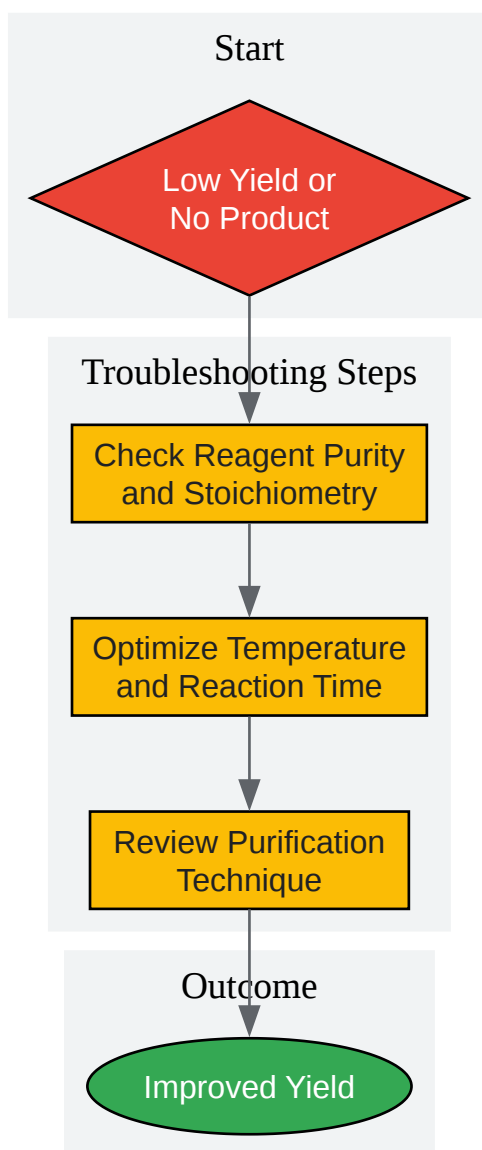 Start
Low Yield or
No Product
Troubleshooting Steps
Check Reagent Purity
and Stoichiometry
Optimize Temperature
and Reaction Time
Review Purification
Technique
Outcome
Improved Yield